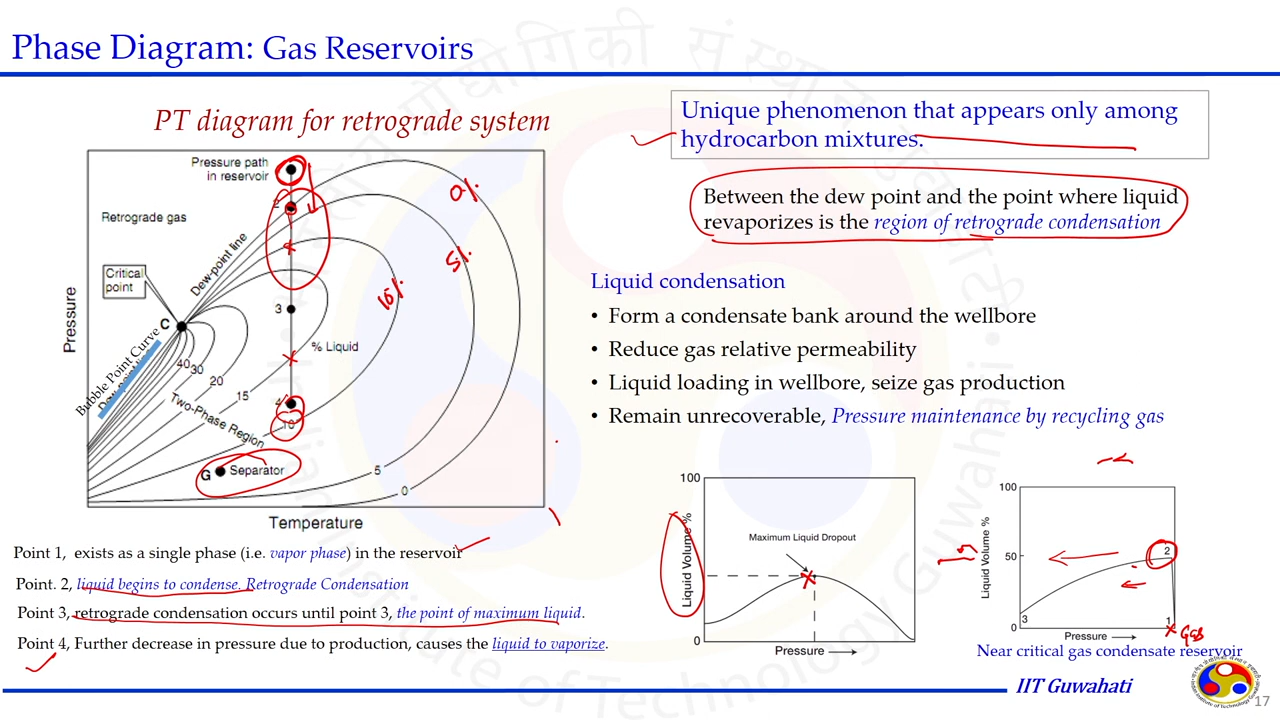 Phase Diagram: Gas Reservoirs
PT diagram for retrograde system
Pressure path
in reservoir
2
Retrograde gas
Dew-point line
Critical
point
C
3
% Liquid
Bubble Point Curve
40
30
20
15
Two-Phase Region
4
10
G
Separator
5
0
0%
5%
10%
Pressure
Temperature
Point 1, exists as a single phase (i.e. vapor phase) in the reservoir
Point. 2, liquid begins to condense. Retrograde Condensation
Point 3, retrograde condensation occurs until point 3, the point of maximum liquid.
Point 4, Further decrease in pressure due to production, causes the liquid to vaporize.
Unique phenomenon that appears only among
hydrocarbon mixtures.
Between the dew point and the point where liquid
revaporizes is the region of retrograde condensation
Liquid condensation
• Form a condensate bank around the wellbore
• Reduce gas relative permeability
• Liquid loading in wellbore, seize gas production
• Remain unrecoverable, Pressure maintenance by recycling gas
100
Liquid Volume %
Maximum Liquid Dropout
0
Pressure
100
Liquid Volume %
50
2
3
0
1
Gas
Pressure
Near critical gas condensate reservoir
IIT Guwahati
17